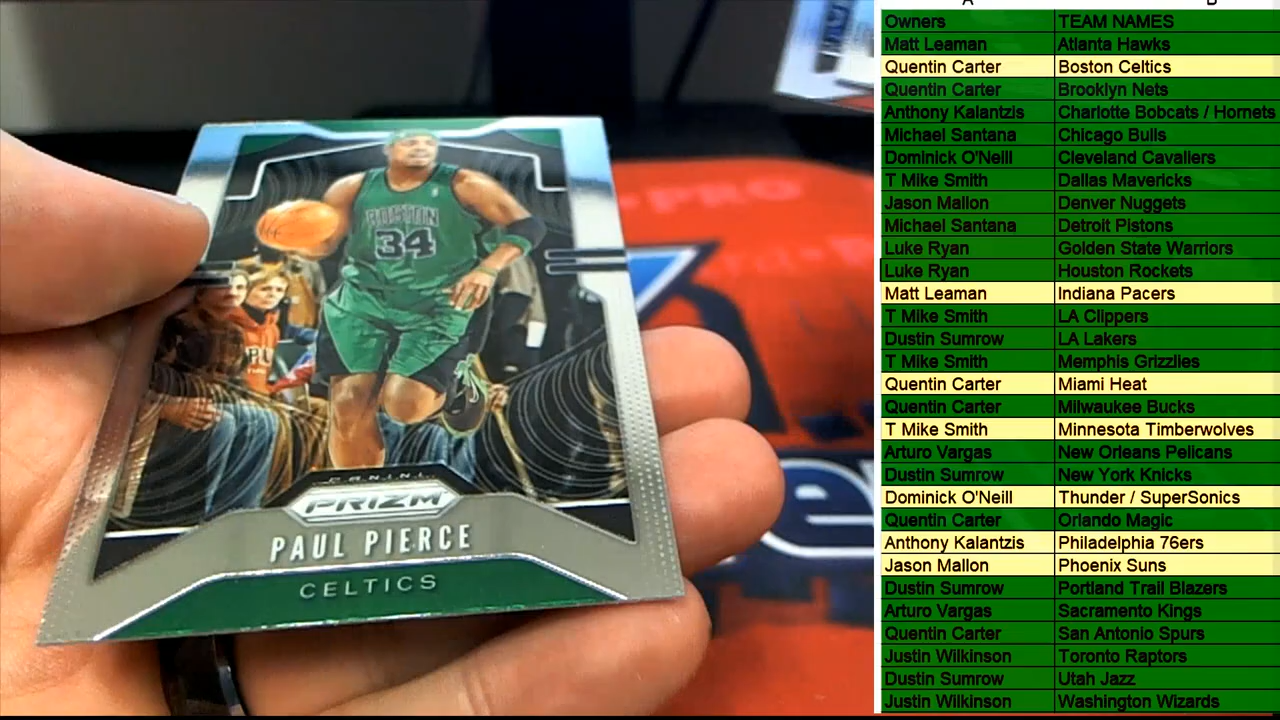 BOSTON
34
PANINI
PRIZM
PAUL PIERCE
CELTICS
Owners TEAM NAMES
Matt Leaman Atlanta Hawks
Quentin Carter Boston Celtics
Quentin Carter Brooklyn Nets
Anthony Kalantzis Charlotte Bobcats / Hornets
Michael Santana Chicago Bulls
Dominick O'Neill Cleveland Cavaliers
T Mike Smith Dallas Mavericks
Jason Mallon Denver Nuggets
Michael Santana Detroit Pistons
Luke Ryan Golden State Warriors
Luke Ryan Houston Rockets
Matt Leaman Indiana Pacers
T Mike Smith LA Clippers
Dustin Sumrow LA Lakers
T Mike Smith Memphis Grizzlies
Quentin Carter Miami Heat
Quentin Carter Milwaukee Bucks
T Mike Smith Minnesota Timberwolves
Arturo Vargas New Orleans Pelicans
Dustin Sumrow New York Knicks
Dominick O'Neill Thunder / SuperSonics
Quentin Carter Orlando Magic
Anthony Kalantzis Philadelphia 76ers
Jason Mallon Phoenix Suns
Dustin Sumrow Portland Trail Blazers
Arturo Vargas Sacramento Kings
Quentin Carter San Antonio Spurs
Justin Wilkinson Toronto Raptors
Dustin Sumrow Utah Jazz
Justin Wilkinson Washington Wizards